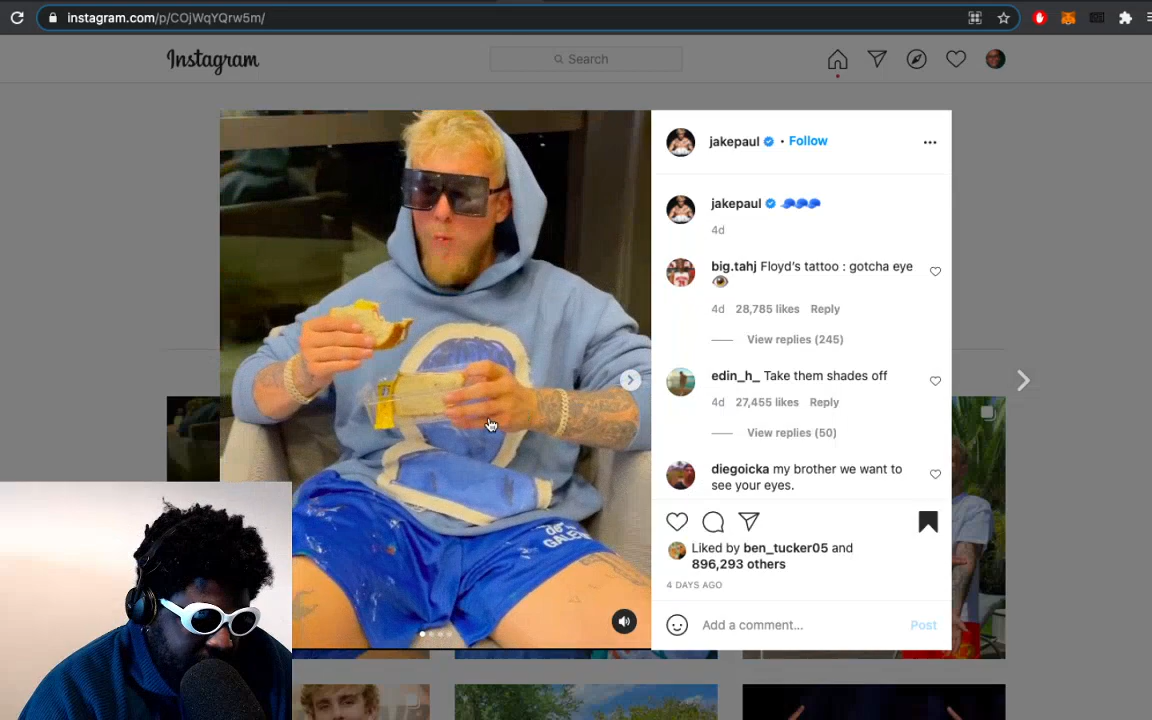 instagram.com/p/COjWqYQrw5m/
Instagram
Search
jakepaul • Follow
jakepaul 🧢🧢🧢
4d
big.tahj Floyd's tattoo : gotcha eye
👁
4d 28,785 likes Reply
View replies (245)
edin_h_ Take them shades off
4d 27,455 likes Reply
View replies (50)
diegoicka my brother we want to
see your eyes.
de
GALE
Liked by ben_tucker05 and
896,293 others
4 DAYS AGO
Add a comment...
Post